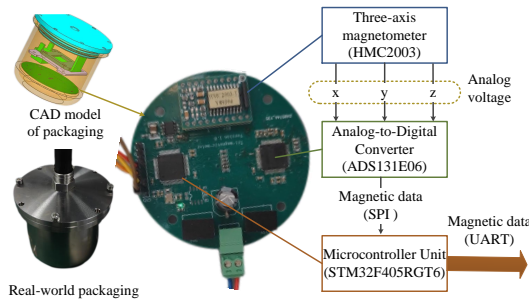 Three-axis
magnetometer
(HMC2003)
Analog
voltage
x y z
CAD model
of packaging
Analog-to-Digital
Converter
(ADS131E06)
Magnetic data
(SPI )
Magnetic data
(UART)
Microcontroller Unit
(STM32F405RGT6)
Real-world packaging